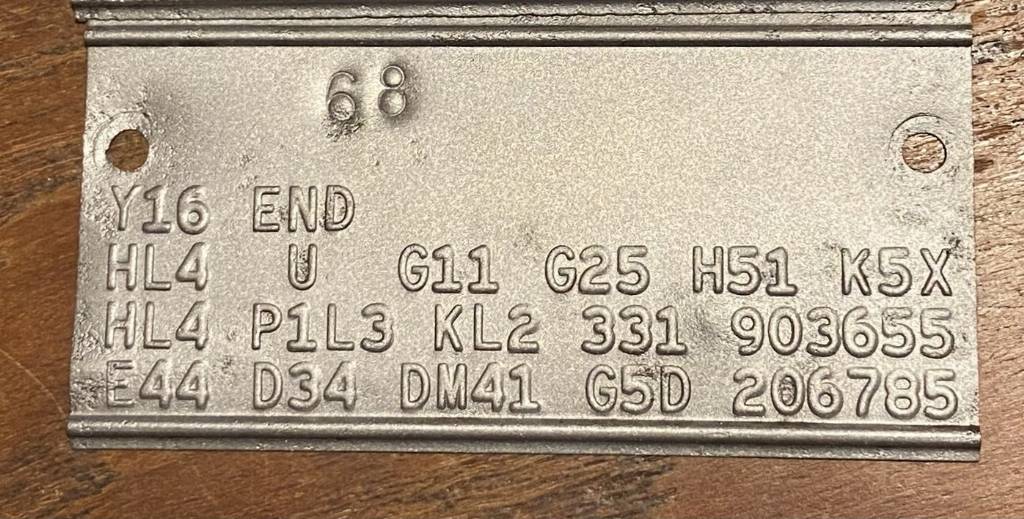 68
Y16 END
HL4 U G11 G25 H51 K5X
HL4 P1L3 KL2 331 903655
E44 D34 DM41 G5D 206785